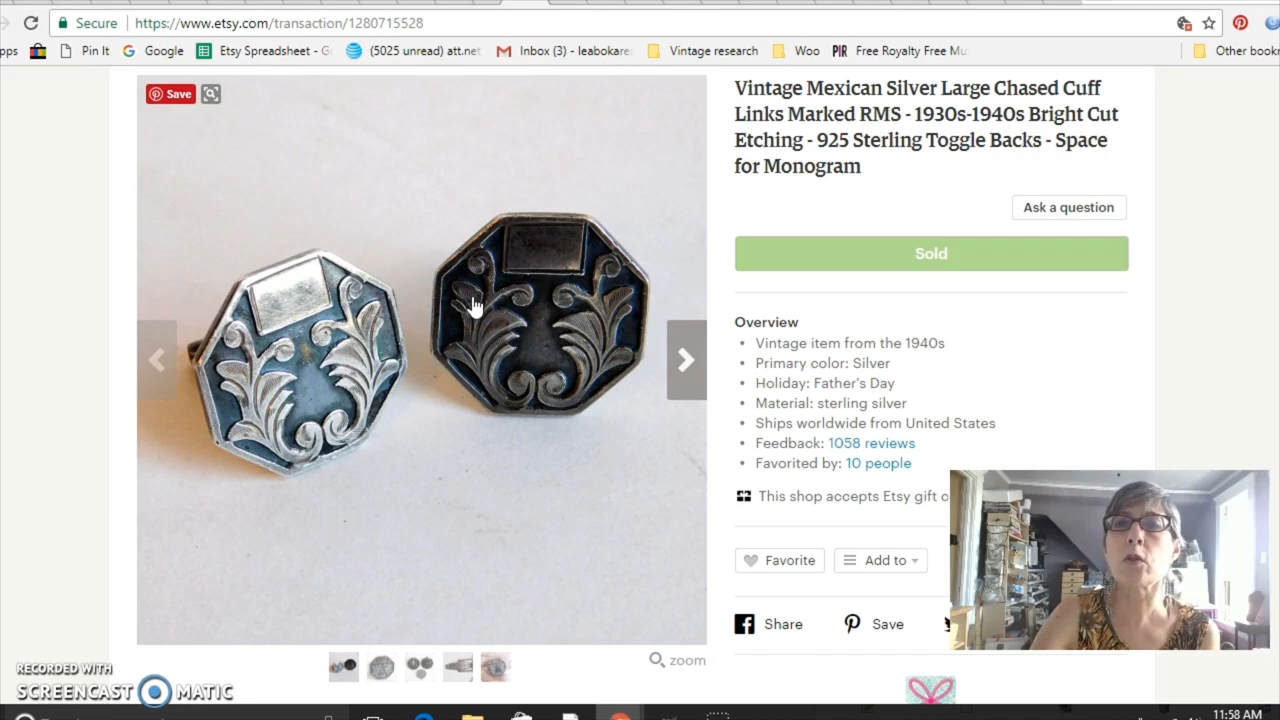 Secure https://www.etsy.com/transaction/1280715528
pps Pin It Google Etsy Spreadsheet - G (5025 unread) att.net Inbox (3) - leabokare Vintage research Woo PIR Free Royalty Free Mu Other book
Save
Vintage Mexican Silver Large Chased Cuff
Links Marked RMS - 1930s-1940s Bright Cut
Etching - 925 Sterling Toggle Backs - Space
for Monogram
Ask a question
Sold
Overview
• Vintage item from the 1940s
• Primary color: Silver
• Holiday: Father's Day
• Material: sterling silver
• Ships worldwide from United States
• Feedback: 1058 reviews
• Favorited by: 10 people
This shop accepts Etsy gift c
Favorite Add to
Share Save
zoom
RECORDED WITH
SCREENCAST MATIC
11:58 AM